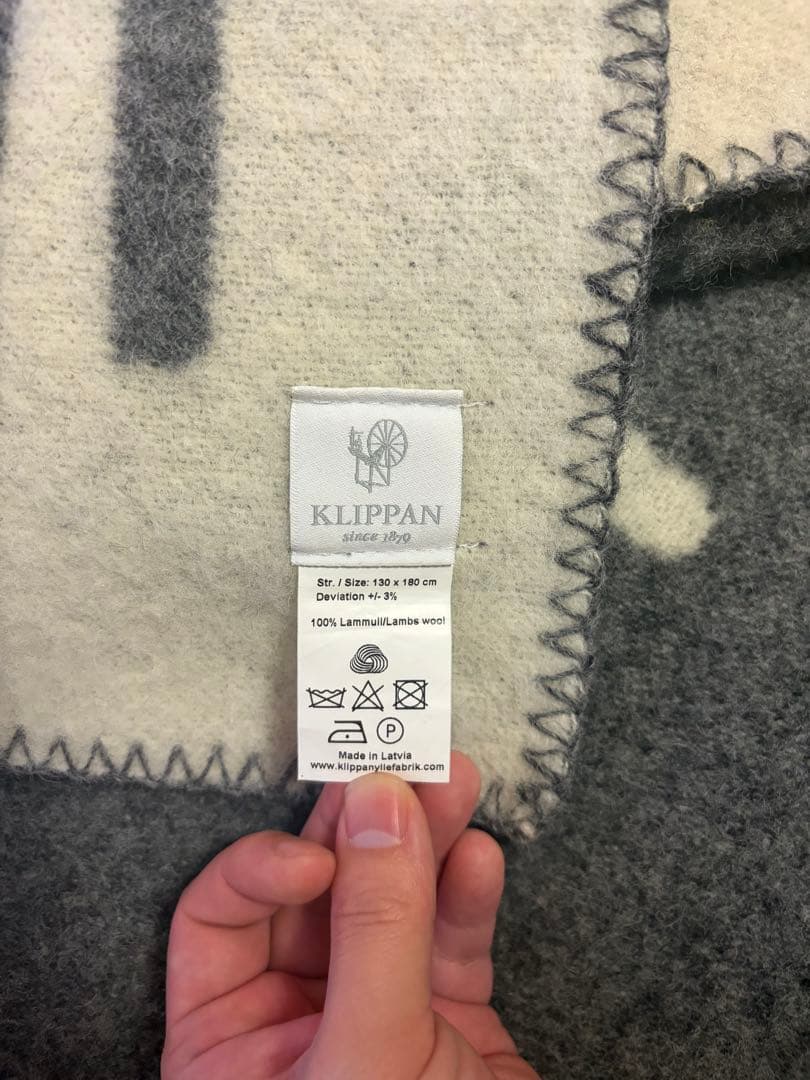 KLIPPAN
since 1879
Str. / Size: 130 x 180 cm
Deviation +/- 3%
100% Lammull/Lambs wool
P
Made in Latvia
www.klippanyllefabrik.com